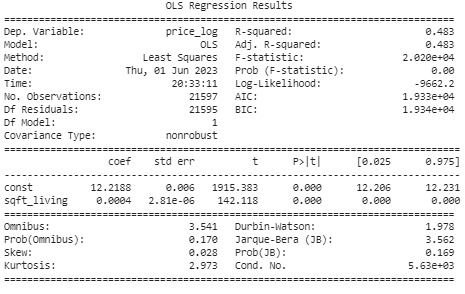 OLS Regression Results
==============================================================================
Dep. Variable: price_log R-squared: 0.483
Model: OLS Adj. R-squared: 0.483
Method: Least Squares F-statistic: 2.020e+04
Date: Thu, 01 Jun 2023 Prob (F-statistic): 0.00
Time: 20:33:11 Log-Likelihood: -9662.2
No. Observations: 21597 AIC: 1.933e+04
Df Residuals: 21595 BIC: 1.934e+04
Df Model: 1
Covariance Type: nonrobust
==============================================================================
coef std err t P>|t| [0.025 0.975]
------------------------------------------------------------------------------
const 12.2188 0.006 1915.383 0.000 12.206 12.231
sqft_living 0.0004 2.81e-06 142.118 0.000 0.000 0.000
==============================================================================
Omnibus: 3.541 Durbin-Watson: 1.978
Prob(Omnibus): 0.170 Jarque-Bera (JB): 3.562
Skew: 0.028 Prob(JB): 0.169
Kurtosis: 2.973 Cond. No. 5.63e+03
==============================================================================